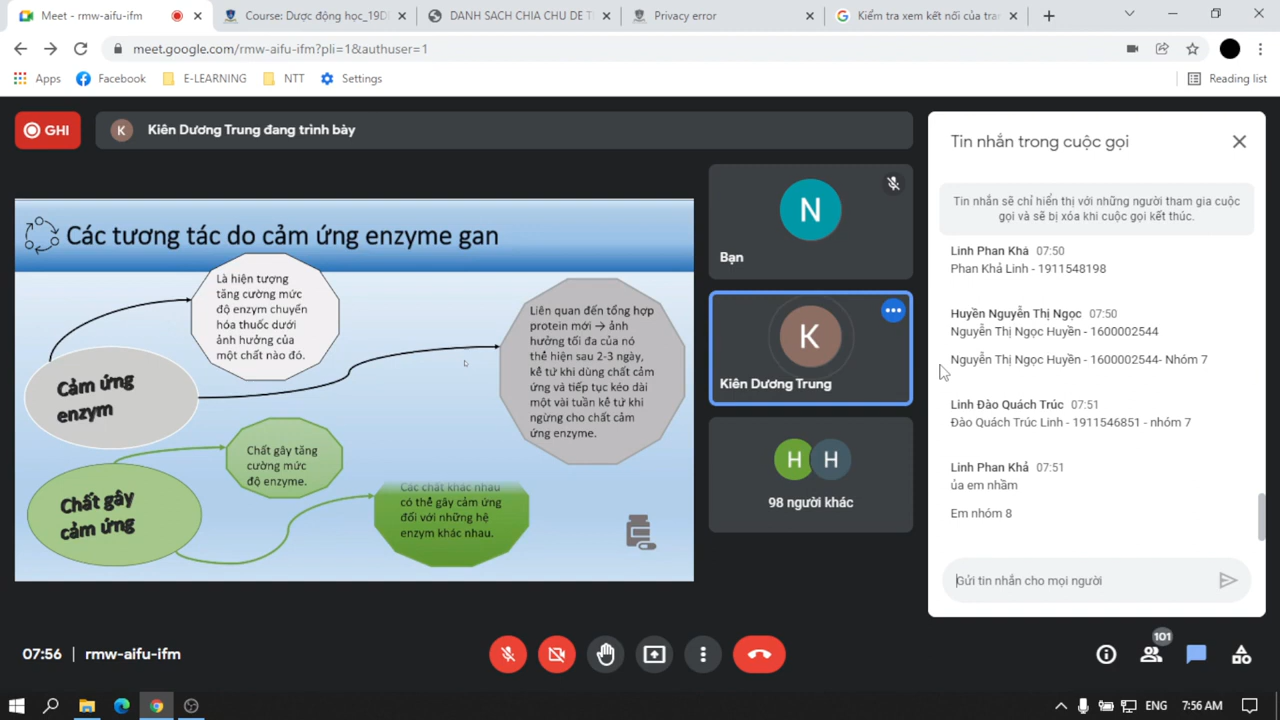 Meet - rmw-aifu-ifm
Course: Dược động học_19D
DANH SACH CHIA CHU DE T
Privacy error
Kiểm tra xem kết nối của tra
meet.google.com/rmw-aifu-ifm?pli=1&authuser=1
Apps
Facebook
E-LEARNING
NTT
Settings
Reading list
GHI
K
Kiên Dương Trung đang trình bày
Các tương tác do cảm ứng enzyme gan
Là hiện tượng
tăng cường mức
độ enzym chuyển
hóa thuốc dưới
ảnh hưởng của
một chất nào đó.
Cảm ứng
enzym
Liên quan đến tổng hợp
protein mới → ảnh
hưởng tối đa của nó
thể hiện sau 2-3 ngày,
kể từ khi dùng chất cảm
ứng và tiếp tục kéo dài
một vài tuần kể từ khi
ngừng cho chất cảm
ứng enzyme.
Chất gây tăng
cường mức
độ enzyme.
Chất gây
cảm ứng
Các chất khác nhau
có thể gây cảm ứng
đối với những hệ
enzym khác nhau.
N
Bạn
K
Kiên Dương Trung
H
H
98 người khác
Tin nhắn trong cuộc gọi
Tin nhắn sẽ chỉ hiển thị với những người tham gia cuộc
gọi và sẽ bị xóa khi cuộc gọi kết thúc.
Linh Phan Khả 07:50
Phan Khả Linh - 1911548198
Huyền Nguyễn Thị Ngọc 07:50
Nguyễn Thị Ngọc Huyền - 1600002544
Nguyễn Thị Ngọc Huyền - 1600002544- Nhóm 7
Linh Đào Quách Trúc 07:51
Đào Quách Trúc Linh - 1911546851 - nhóm 7
Linh Phan Khả 07:51
ủa em nhầm
Em nhóm 8
Gửi tin nhắn cho mọi người
07:56 | rmw-aifu-ifm
101
ENG
7:56 AM